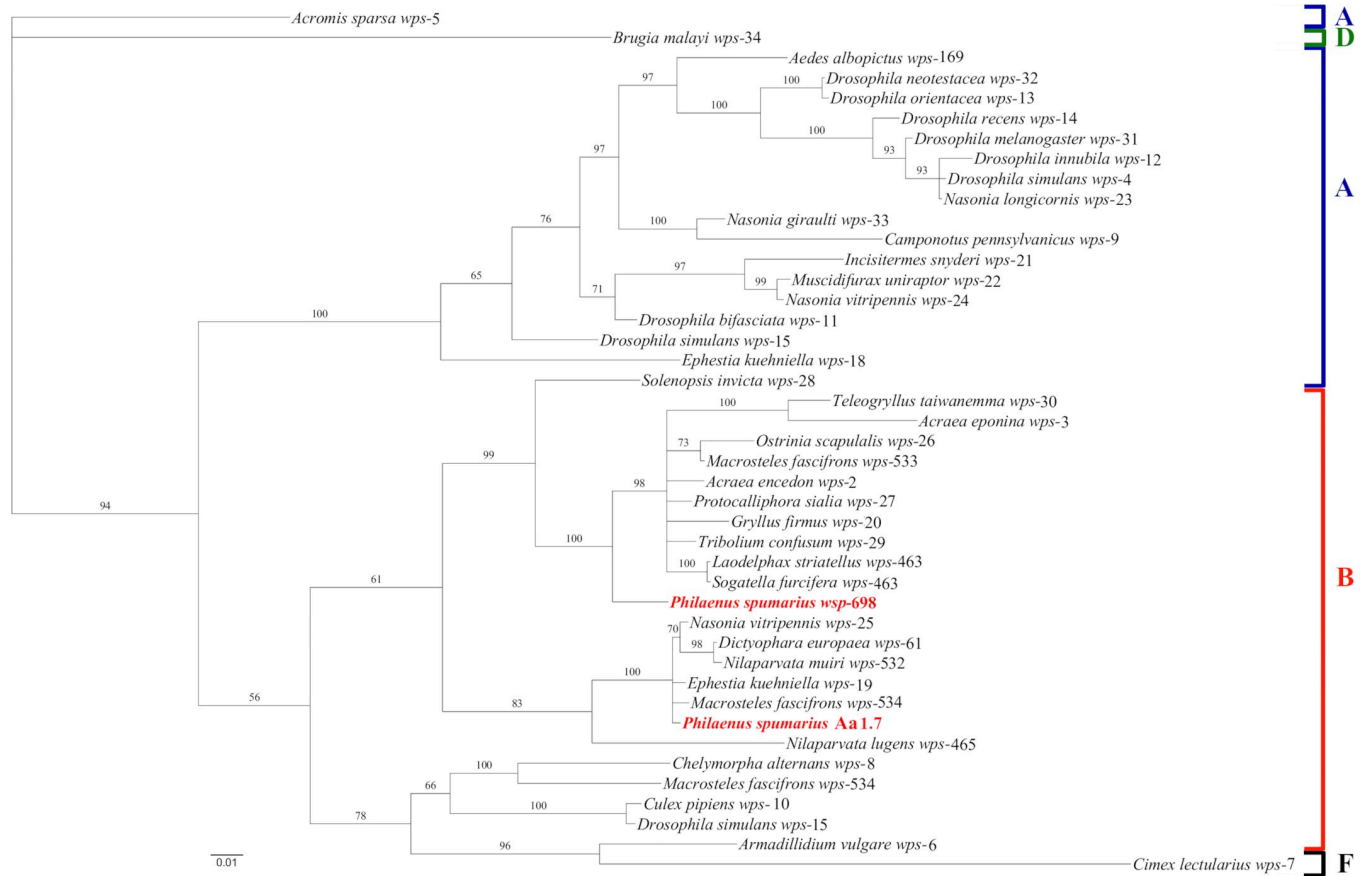 Acromis sparsa wps-5
A
Brugia malayi wps-34
D
Aedes albopictus wps-169
97
100
Drosophila neotestacea wps-32
Drosophila orientacea wps-13
100
Drosophila recens wps-14
100
Drosophila melanogaster wps-31
93
Drosophila innubila wps-12
97
93
Drosophila simulans wps-4
A
Nasonia longicornis wps-23
76
100
Nasonia giraulti wps-33
Camponotus pennsylvanicus wps-9
Incisitermes snyderi wps-21
97
65
Muscidifurax uniraptor wps-22
99
71
Nasonia vitripennis wps-24
100
Drosophila bifasciata wps-11
Drosophila simulans wps-15
Ephestia kuehniella wps-18
Solenopsis invicta wps-28
100
Teleogryllus taiwanemma wps-30
Acraea eponina wps-3
73
Ostrinia scapulalis wps-26
99
Macrosteles fascifrons wps-533
98
Acraea encedon wps-2
Protocalliphora sialia wps-27
94
Gryllus firmus wps-20
100
Tribolium confusum wps-29
100
Laodelphax striatellus wps-463
61
Sogatella furcifera wps-463
B
Philaenus spumarius wsp-698
70
Nasonia vitripennis wps-25
98
Dictyophara europaea wps-61
Nilaparvata muiri wps-532
100
Ephestia kuehniella wps-19
56
83
Macrosteles fascifrons wps-534
Philaenus spumarius Aa1.7
Nilaparvata lugens wps-465
100
Chelymorpha alternans wps-8
66
Macrosteles fascifrons wps-534
100
Culex pipiens wps-10
78
Drosophila simulans wps-15
96
Armadillidium vulgare wps-6
0.01
Cimex lectularius wps-7
F